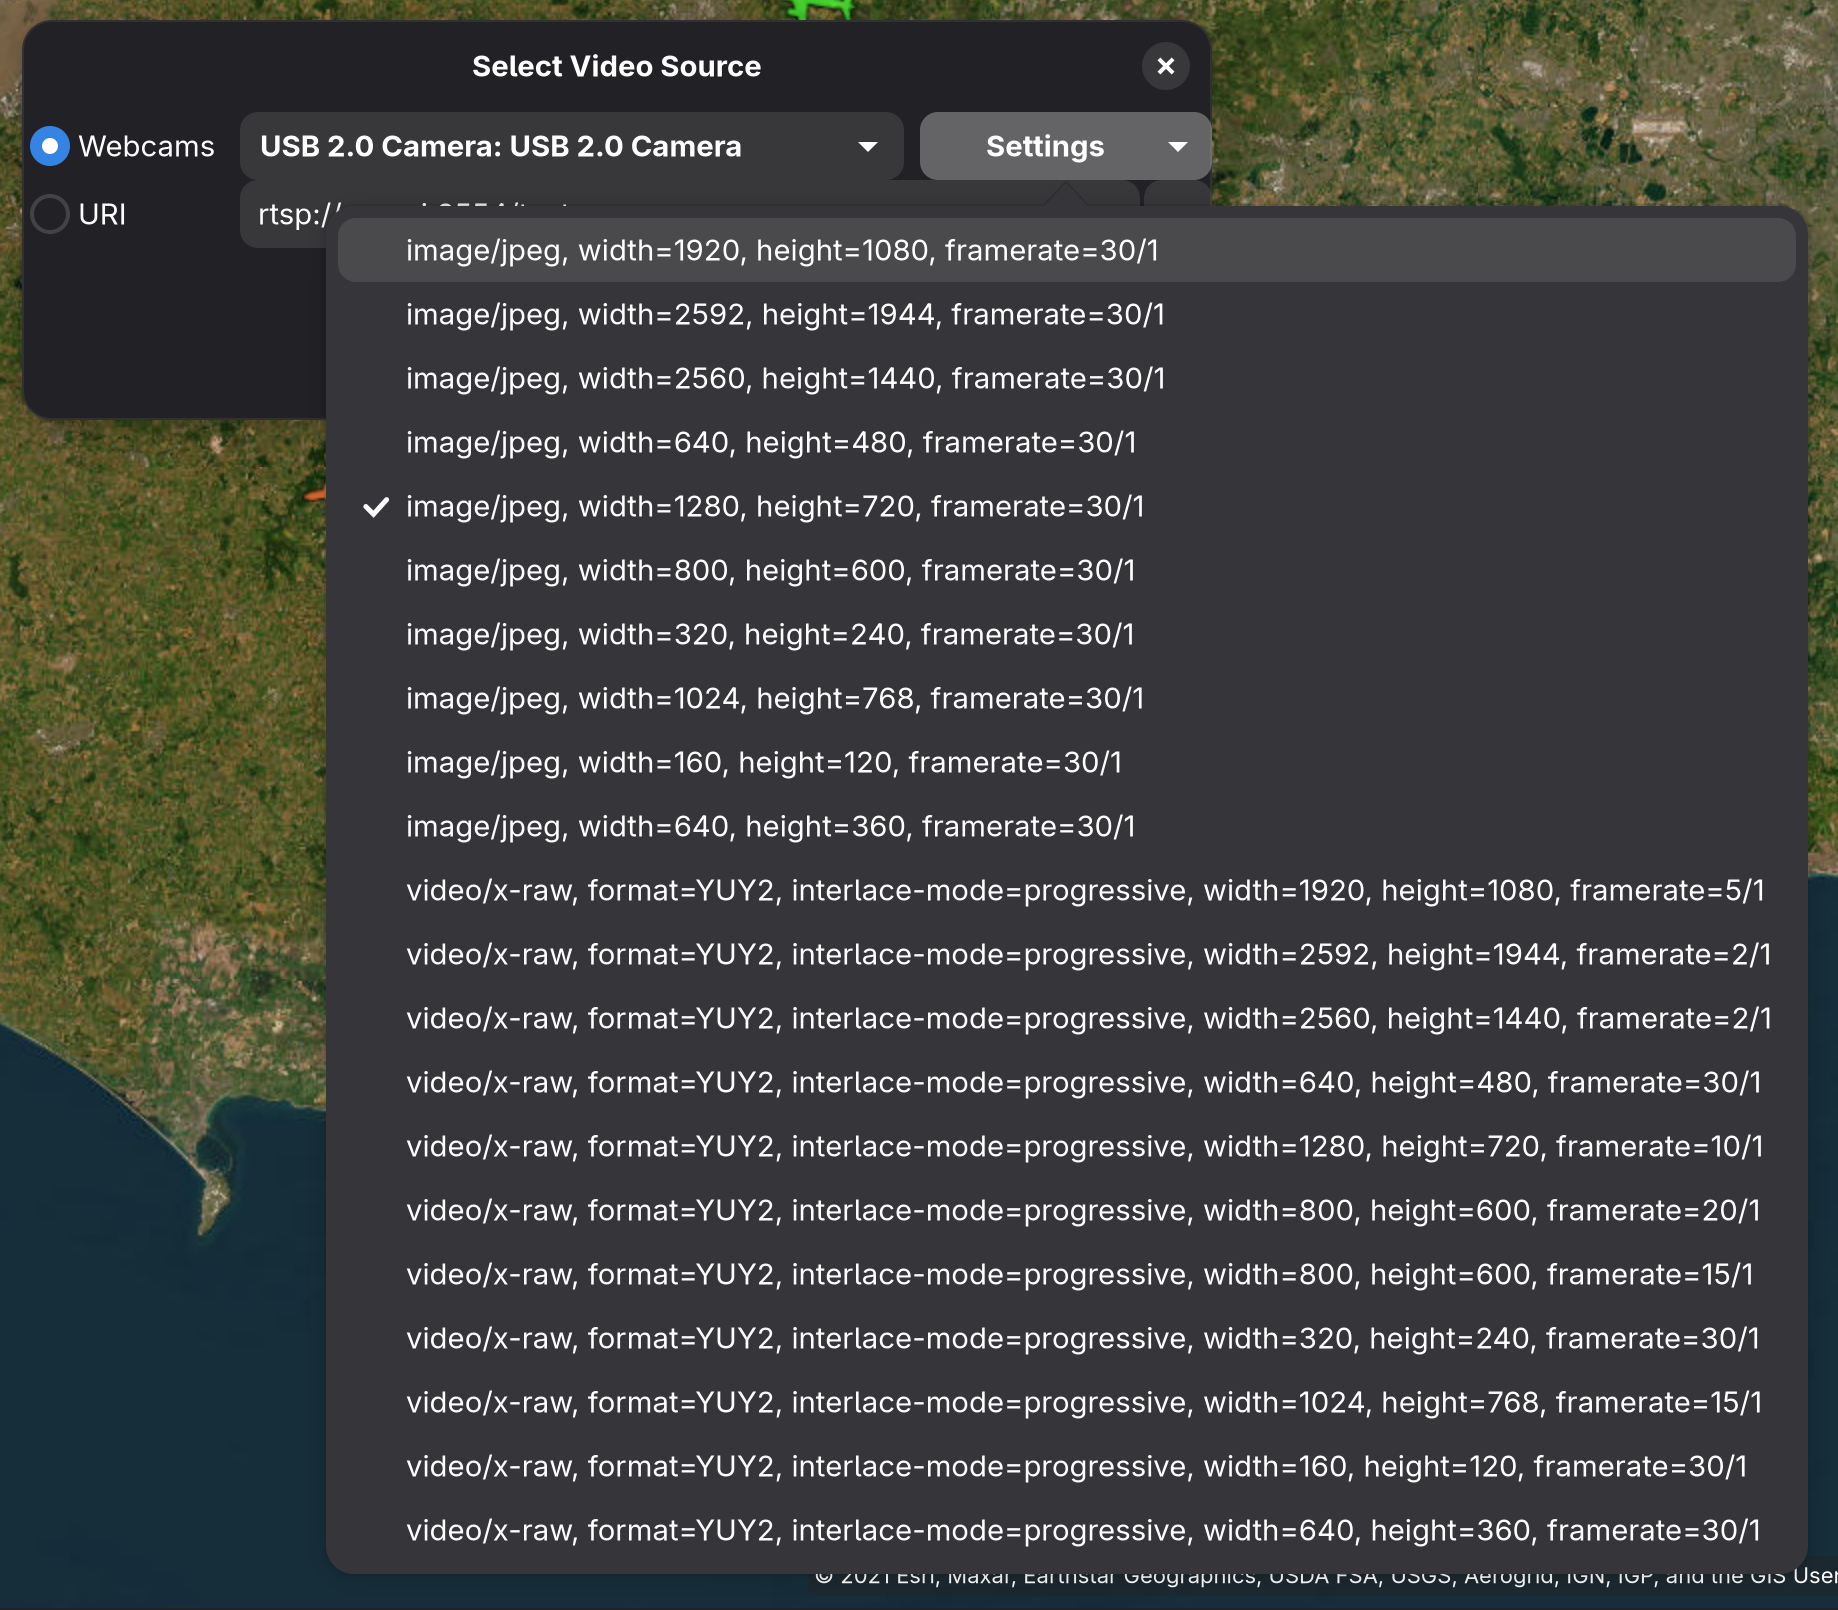 Select Video Source
Webcams
USB 2.0 Camera: USB 2.0 Camera
Settings
URI
rtsp://
image/jpeg, width=1920, height=1080, framerate=30/1
image/jpeg, width=2592, height=1944, framerate=30/1
image/jpeg, width=2560, height=1440, framerate=30/1
image/jpeg, width=640, height=480, framerate=30/1
image/jpeg, width=1280, height=720, framerate=30/1
image/jpeg, width=800, height=600, framerate=30/1
image/jpeg, width=320, height=240, framerate=30/1
image/jpeg, width=1024, height=768, framerate=30/1
image/jpeg, width=160, height=120, framerate=30/1
image/jpeg, width=640, height=360, framerate=30/1
video/x-raw, format=YUY2, interlace-mode=progressive, width=1920, height=1080, framerate=5/1
video/x-raw, format=YUY2, interlace-mode=progressive, width=2592, height=1944, framerate=2/1
video/x-raw, format=YUY2, interlace-mode=progressive, width=2560, height=1440, framerate=2/1
video/x-raw, format=YUY2, interlace-mode=progressive, width=640, height=480, framerate=30/1
video/x-raw, format=YUY2, interlace-mode=progressive, width=1280, height=720, framerate=10/1
video/x-raw, format=YUY2, interlace-mode=progressive, width=800, height=600, framerate=20/1
video/x-raw, format=YUY2, interlace-mode=progressive, width=800, height=600, framerate=15/1
video/x-raw, format=YUY2, interlace-mode=progressive, width=320, height=240, framerate=30/1
video/x-raw, format=YUY2, interlace-mode=progressive, width=1024, height=768, framerate=15/1
video/x-raw, format=YUY2, interlace-mode=progressive, width=160, height=120, framerate=30/1
video/x-raw, format=YUY2, interlace-mode=progressive, width=640, height=360, framerate=30/1
© 2021 Esri, Maxar, Earthstar Geographics, USDA FSA, USGS, Aerogrid, IGN, IGP, and the GIS User